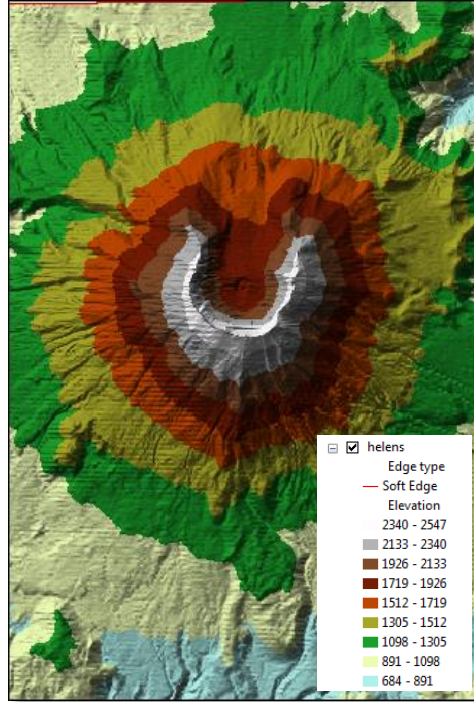 helens
Edge type
Soft Edge
Elevation
2340 - 2547
2133 - 2340
1926 - 2133
1719 - 1926
1512 - 1719
1305 - 1512
1098 - 1305
891 - 1098
684 - 891